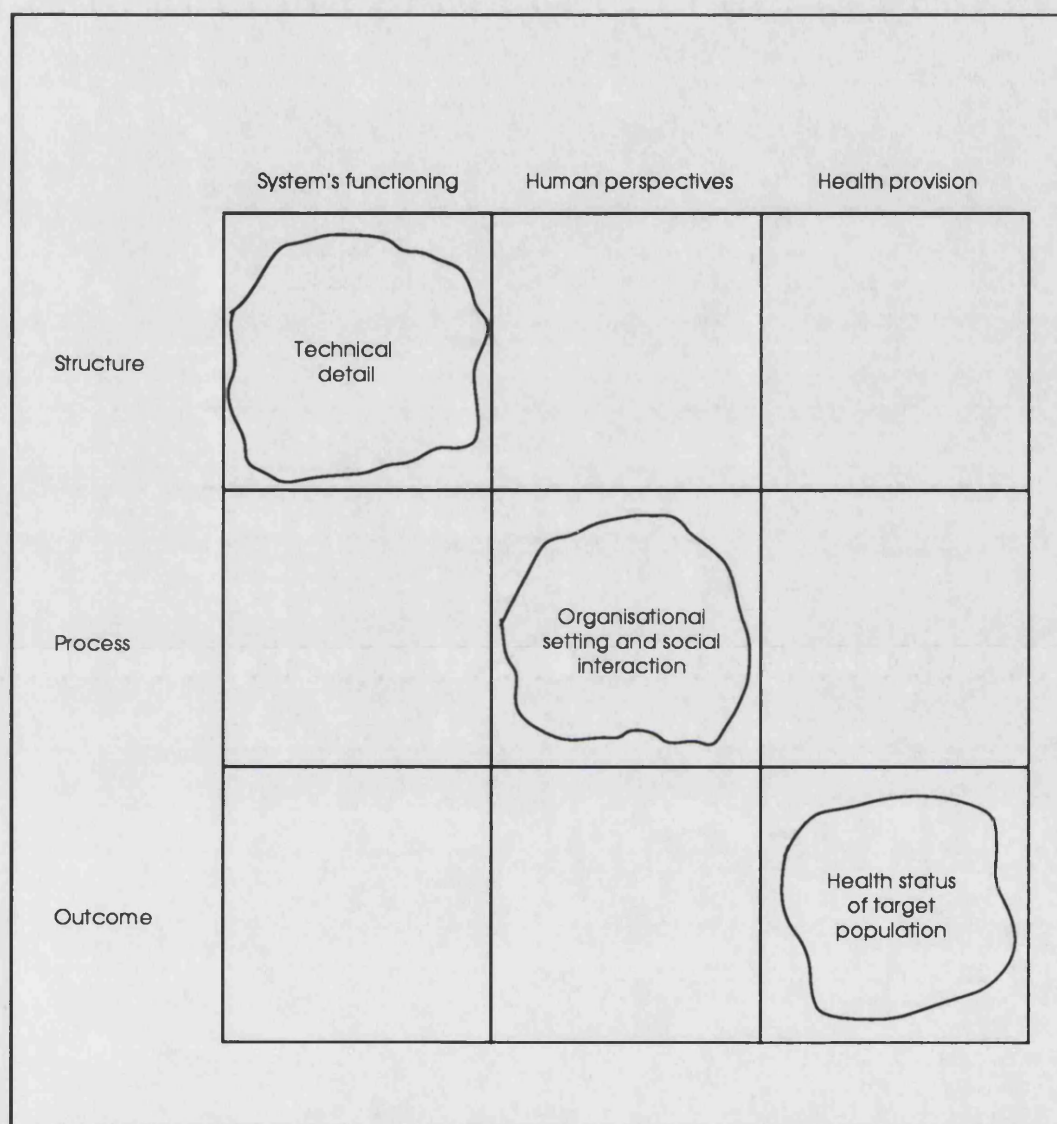 System's functioning
Human perspectives
Health provision
Structure
Technical
detail
Process
Organisational
setting and social
interaction
Outcome
Health status
of target
population